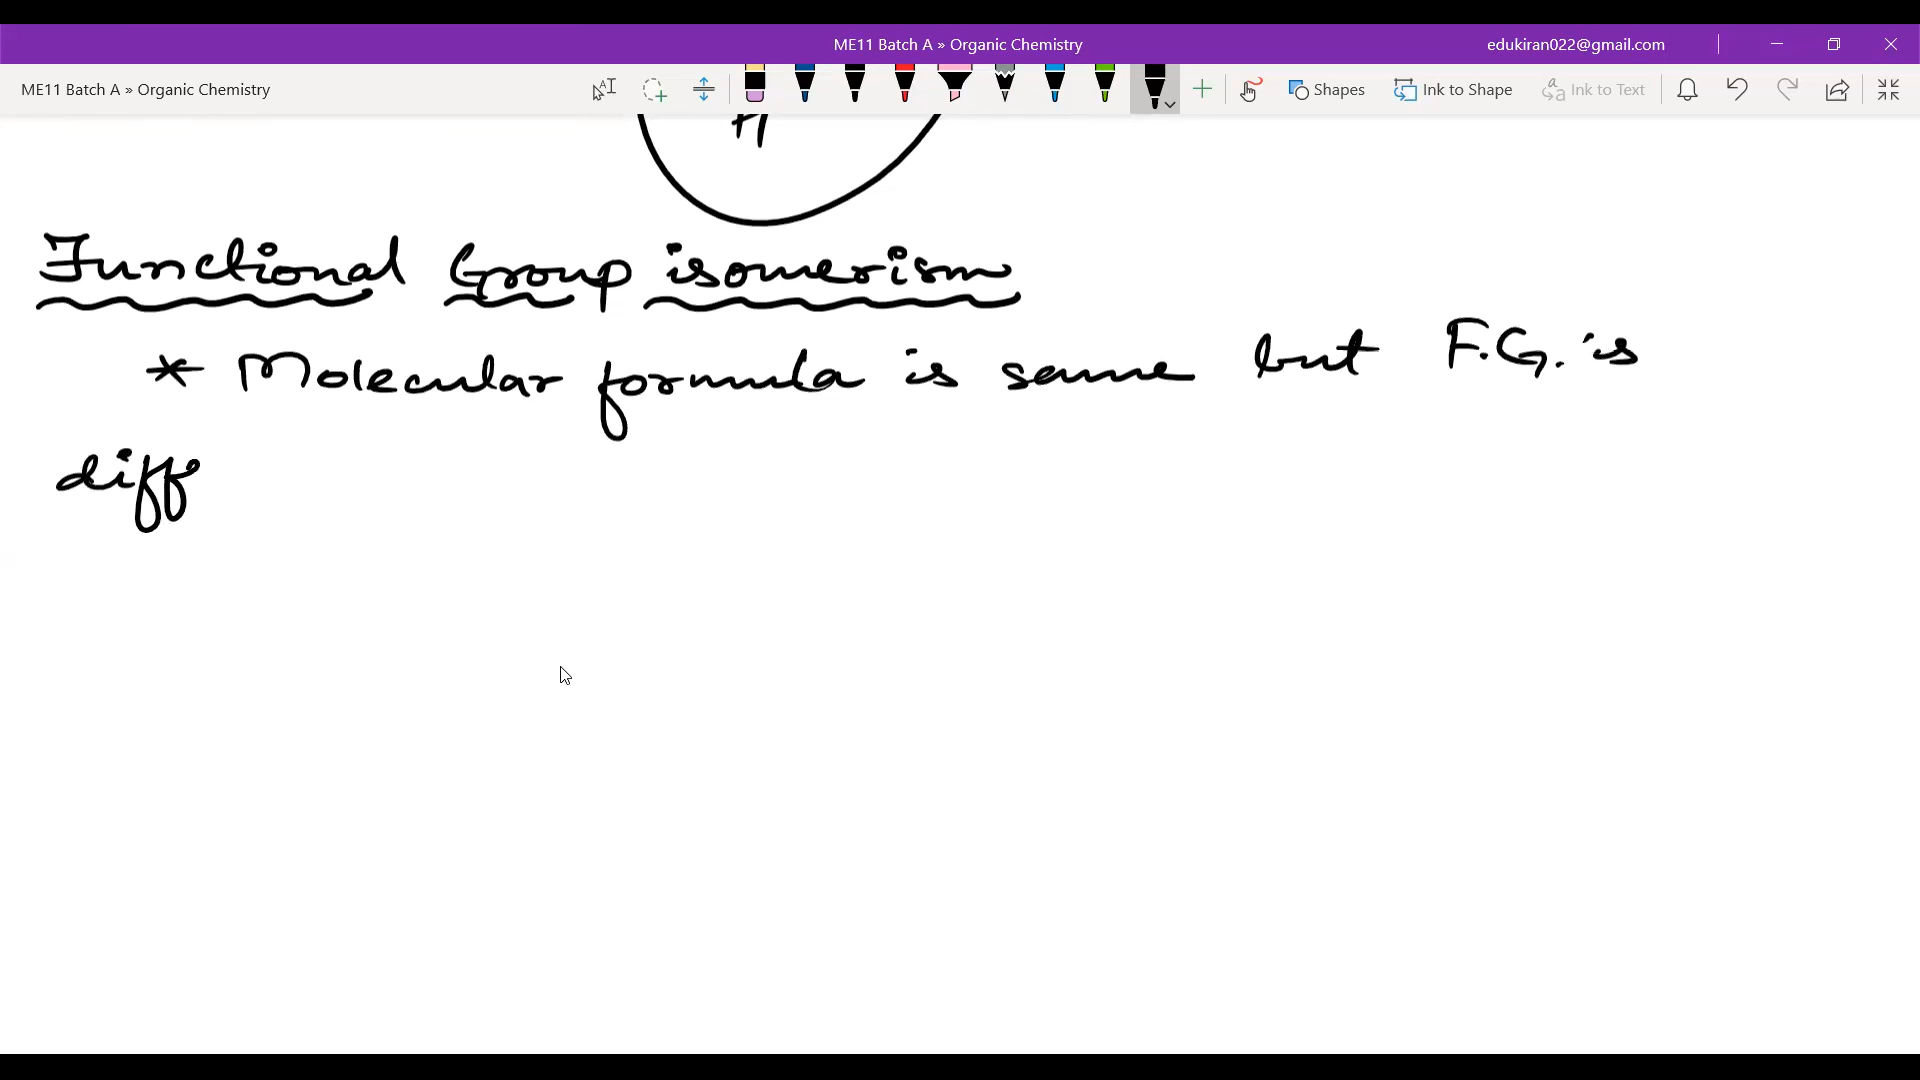 ME11 Batch A » Organic Chemistry
edukiran022@gmail.com
ME11 Batch A » Organic Chemistry
Shapes
Ink to Shape
Ink to Text
H
Functional Group isomerism
* Molecular formula is same but F.G. is
diff